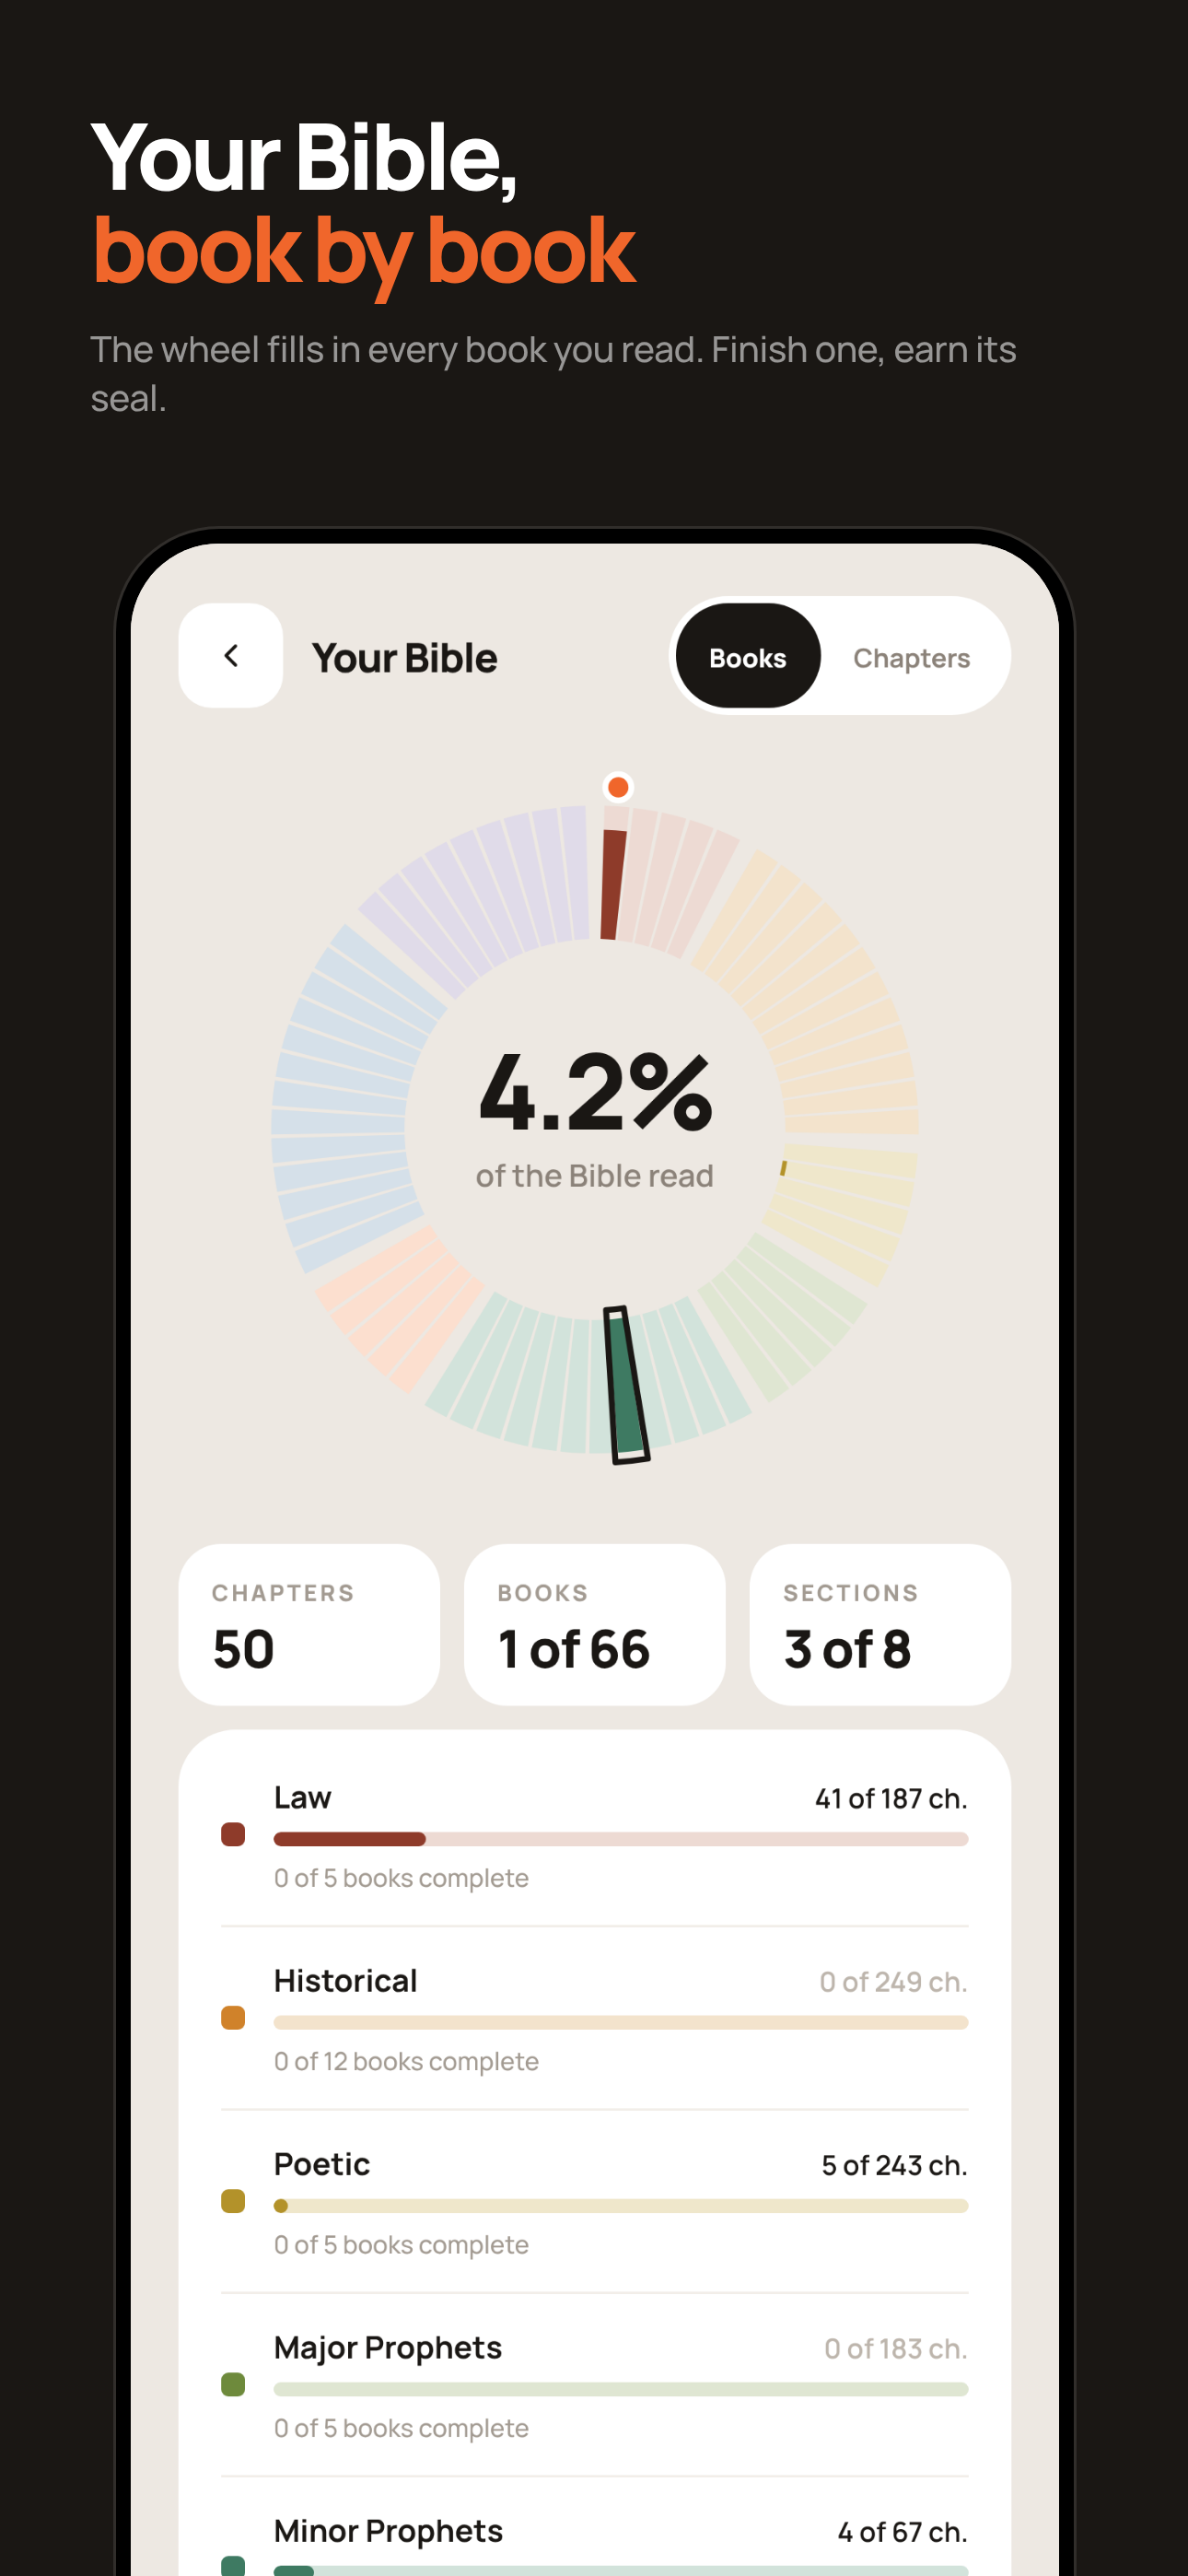 Your Bible,
book by book
The wheel fills in every book you read. Finish one, earn its
seal.
Your Bible
Books
Chapters
4.2%
of the Bible read
CHAPTERS
50
BOOKS
1 of 66
SECTIONS
3 of 8
Law
41 of 187 ch.
0 of 5 books complete
Historical
0 of 249 ch.
0 of 12 books complete
Poetic
5 of 243 ch.
0 of 5 books complete
Major Prophets
0 of 183 ch.
0 of 5 books complete
Minor Prophets
4 of 67 ch.